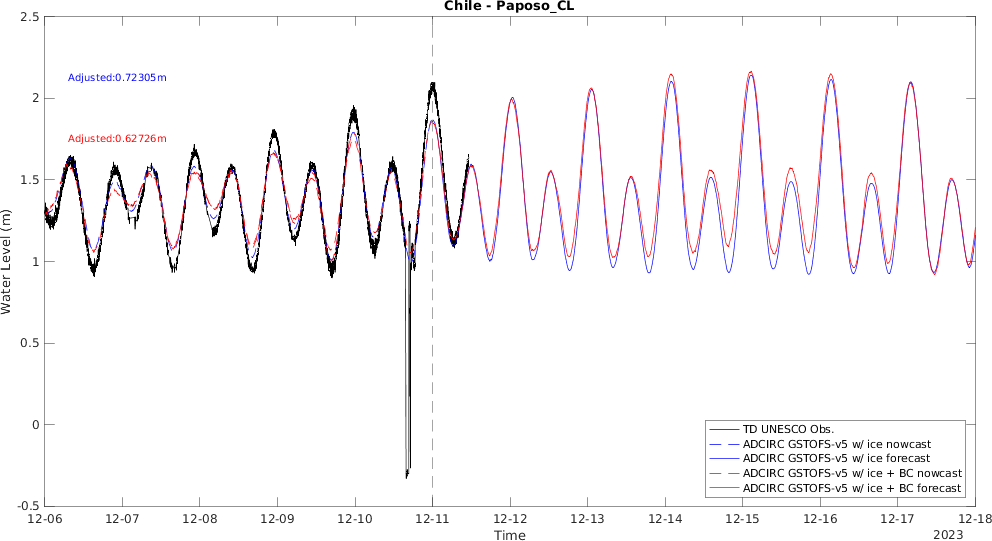 Chile - Paposo_CL
2.5
2
1.5
1
0.5
0
-0.5
Water Level (m)
Adjusted:0.72305m
Adjusted:0.62726m
TD UNESCO Obs.
ADCIRC GSTOFS-v5 w/ ice nowcast
ADCIRC GSTOFS-v5 w/ ice forecast
ADCIRC GSTOFS-v5 w/ ice + BC nowcast
ADCIRC GSTOFS-v5 w/ ice + BC forecast
12-06 12-07 12-08 12-09 12-10 12-11 12-12 12-13 12-14 12-15 12-16 12-17 12-18
Time
2023